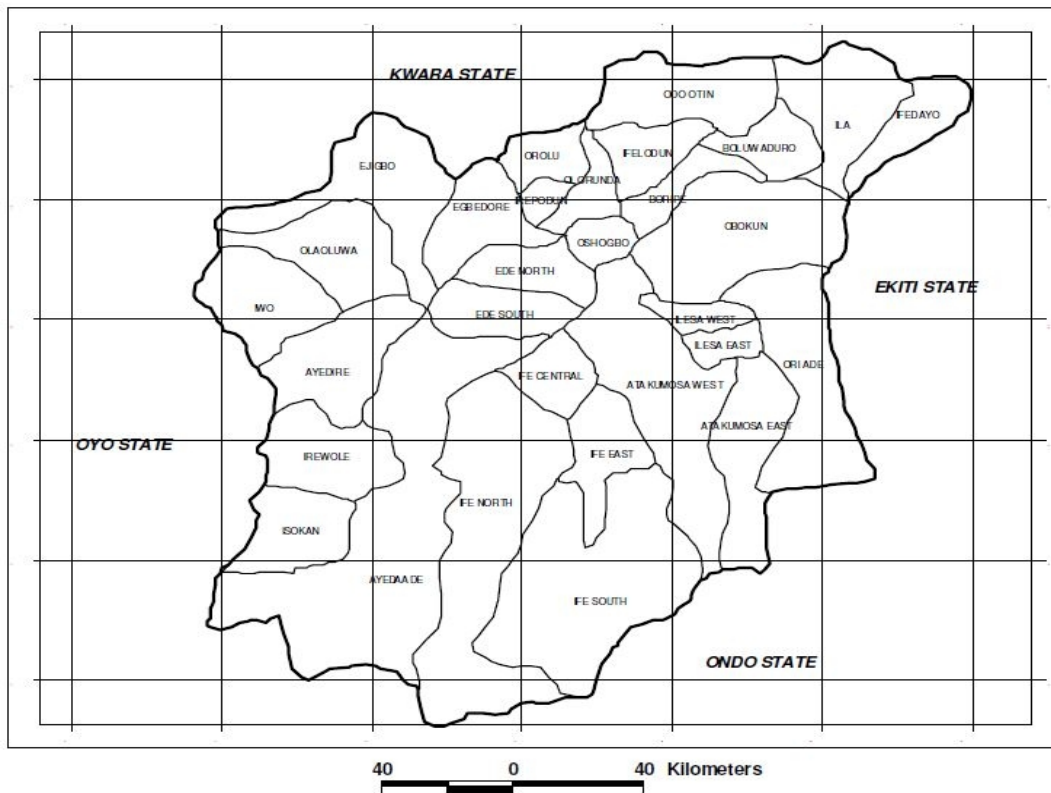 KWARA STATE
ODO OTIN
IFEDAYO
ILA
BOLUWADURO
IFELODUN
OROLU
EJIGBO
OLORUNDA
IREPODUN
BORIPE
EGBEDORE
OBOKUN
OSHOGBO
OLAOLUWA
EDE NORTH
EKITI STATE
IWO
EDE SOUTH
ILESA WEST
ILESA EAST
ORI ADE
AYEDIRE
IFE CENTRAL
ATAKUMOSA WEST
ATAKUMOSA EAST
OYO STATE
IREWOLE
IFE EAST
IFE NORTH
ISOKAN
AYEDAADE
IFE SOUTH
ONDO STATE
40 0 40 Kilometers